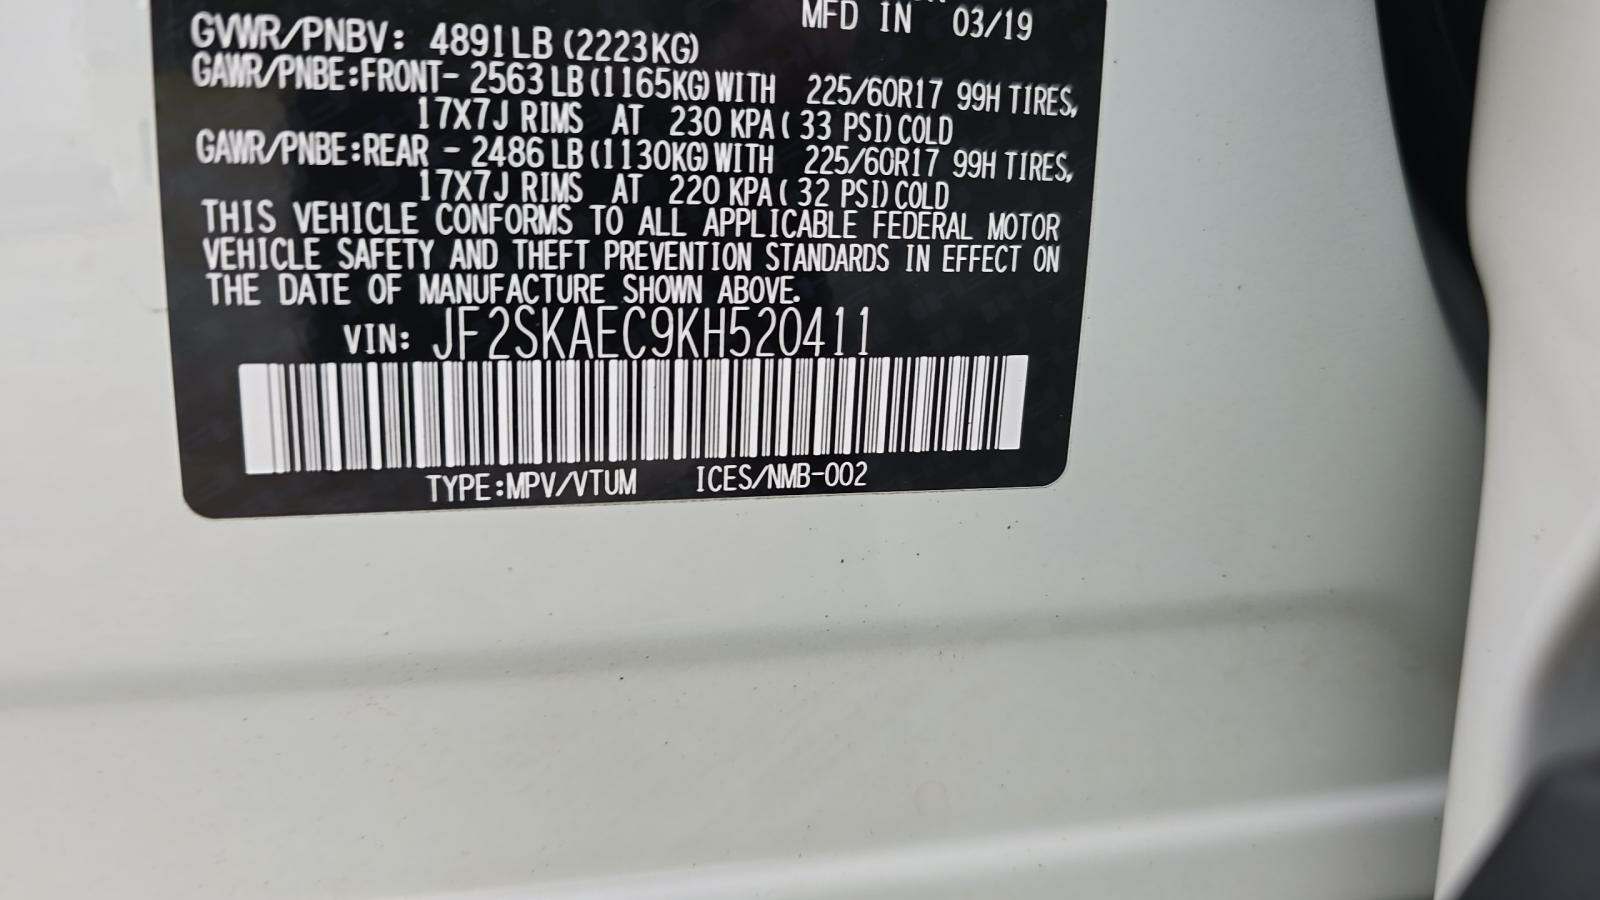 MFD IN 03/19
GVWR/PNBV: 4891LB (2223KG)
GAWR/PNBE:FRONT- 2563 LB (1165KG) WITH 225/60R17 99H TIRES,
17X7J RIMS AT 230 KPA ( 33 PSI) COLD
GAWR/PNBE:REAR - 2486 LB (1130KG) WITH 225/60R17 99H TIRES,
17X7J RIMS AT 220 KPA ( 32 PSI) COLD
THIS VEHICLE CONFORMS TO ALL APPLICABLE FEDERAL MOTOR
VEHICLE SAFETY AND THEFT PREVENTION STANDARDS IN EFFECT ON
THE DATE OF MANUFACTURE SHOWN ABOVE.
VIN: JF2SKAEC9KH520411
TYPE:MPV/VTUM ICES/NMB-002